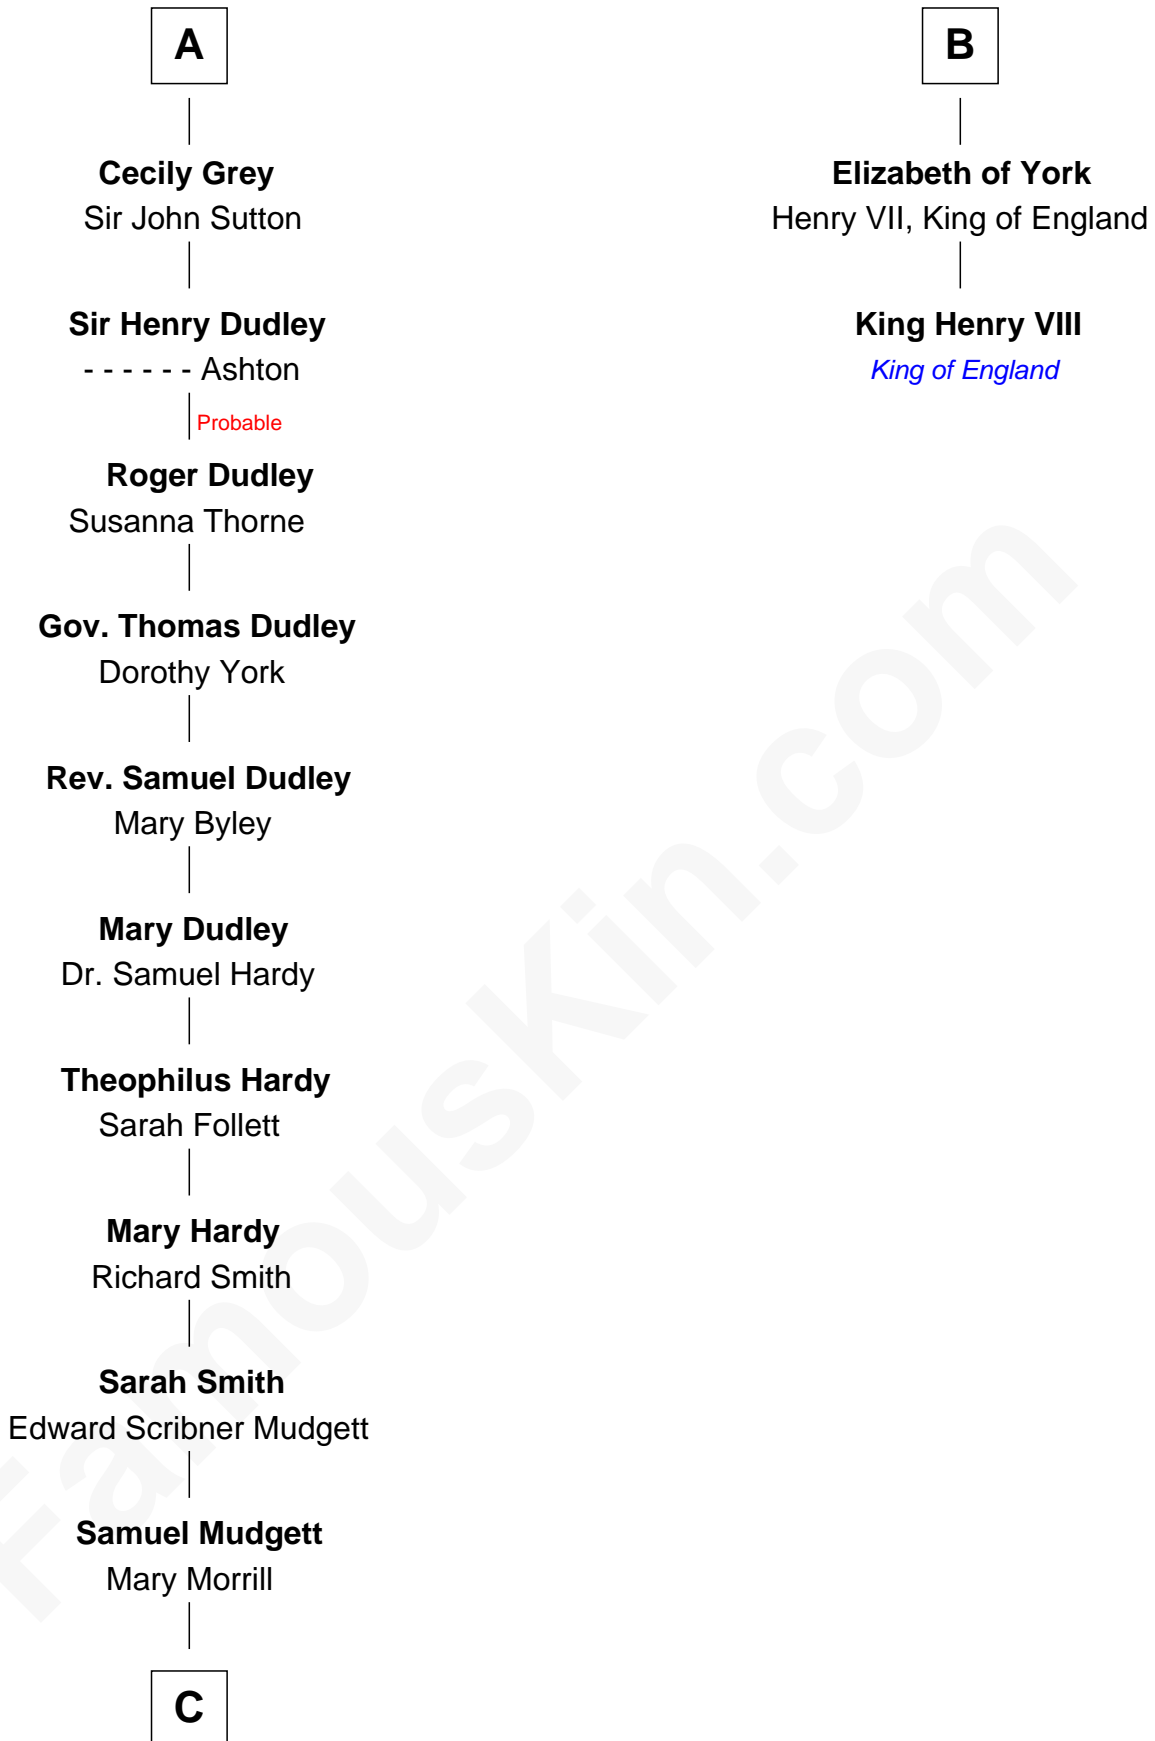 A
Cecily Grey
Sir John Sutton
Sir Henry Dudley
- - - - - - Ashton
Probable
Roger Dudley
Susanna Thorne
Gov. Thomas Dudley
Dorothy York
Rev. Samuel Dudley
Mary Byley
Mary Dudley
Dr. Samuel Hardy
Theophilus Hardy
Sarah Follett
Mary Hardy
Richard Smith
Sarah Smith
Edward Scribner Mudgett
Samuel Mudgett
Mary Morrill
C
B
Elizabeth of York
Henry VII, King of England
King Henry VIII
King of England
FamousKin.com